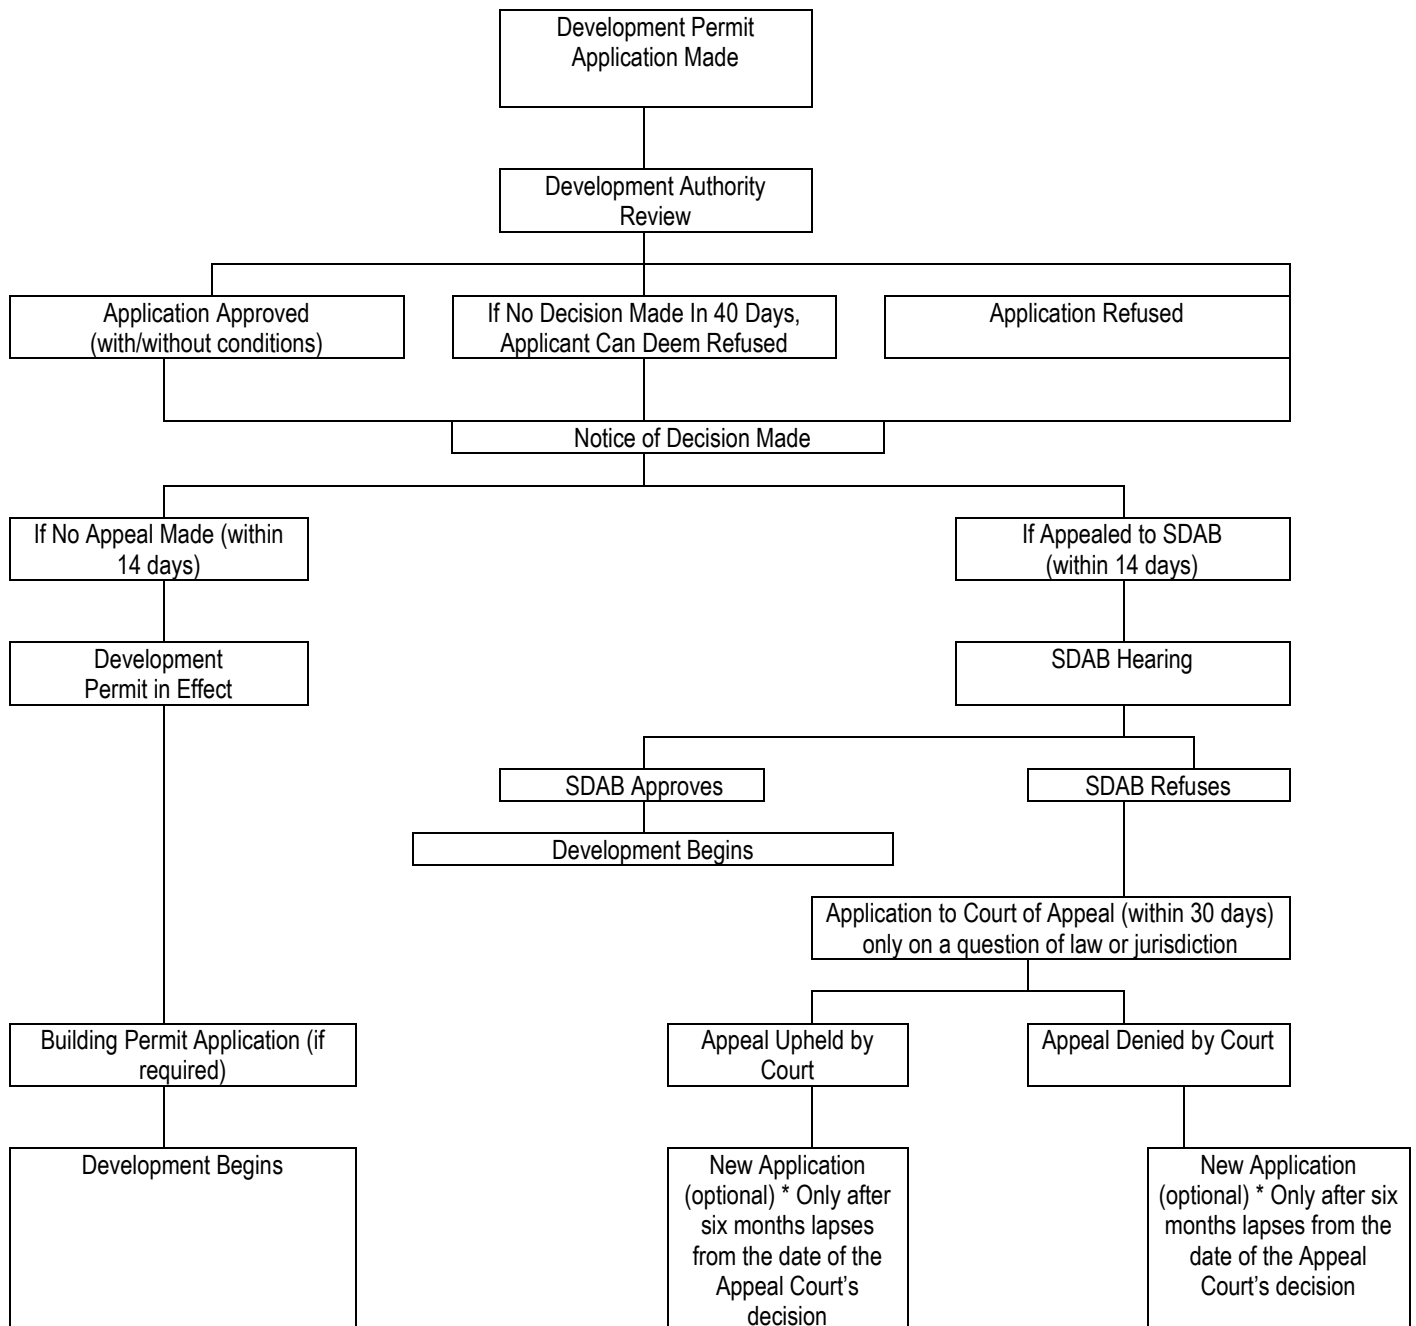 Development Permit
Application Made
Development Authority
Review
Application Approved
(with/without conditions)
If No Decision Made In 40 Days,
Applicant Can Deem Refused
Application Refused
Notice of Decision Made
If No Appeal Made (within
14 days)
If Appealed to SDAB
(within 14 days)
Development
Permit in Effect
SDAB Hearing
SDAB Approves
SDAB Refuses
Development Begins
Application to Court of Appeal (within 30 days)
only on a question of law or jurisdiction
Building Permit Application (if
required)
Appeal Upheld by
Court
Appeal Denied by Court
Development Begins
New Application
(optional) * Only after
six months lapses
from the date of the
Appeal Court's
decision
New Application
(optional) * Only after six
months lapses from the
date of the Appeal
Court's decision